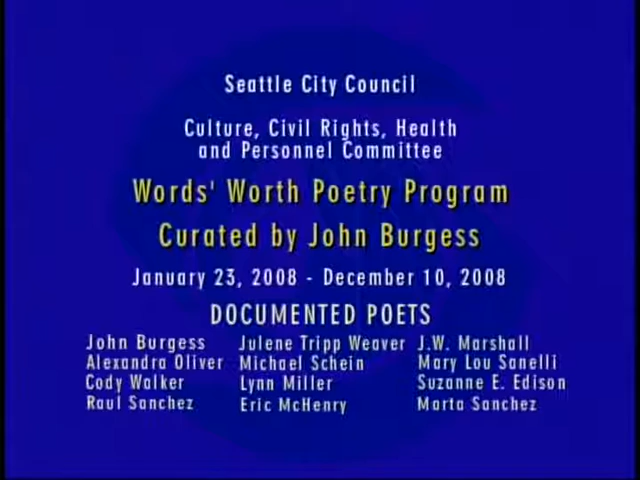 Seattle City Council
Culture, Civil Rights, Health
and Personnel Committee
Words' Worth Poetry Program
Curated by John Burgess
January 23, 2008 - December 10, 2008
DOCUMENTED POETS
John Burgess Julene Tripp Weaver J.W. Marshall
Alexandra Oliver Michael Schein Mary Lou Sanelli
Cody Walker Lynn Miller Suzanne E. Edison
Raul Sanchez Eric McHenry Marta Sanchez